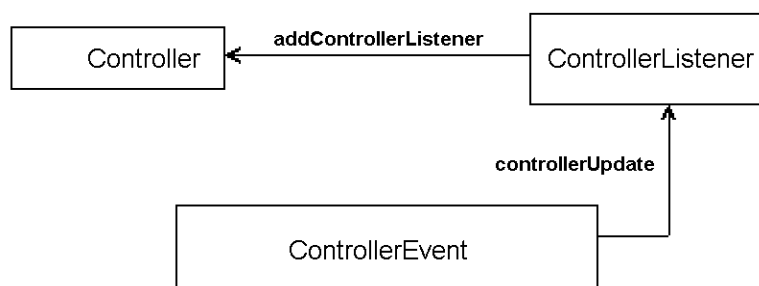 addControllerListener
Controller
ControllerListener
controllerUpdate
ControllerEvent